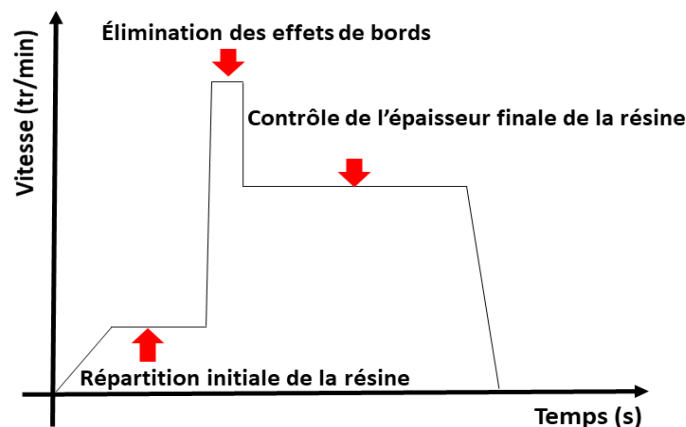 Élimination des effets de bords
Contrôle de l'épaisseur finale de la résine
Vitesse (tr/min)
Répartition initiale de la résine
Temps (s)